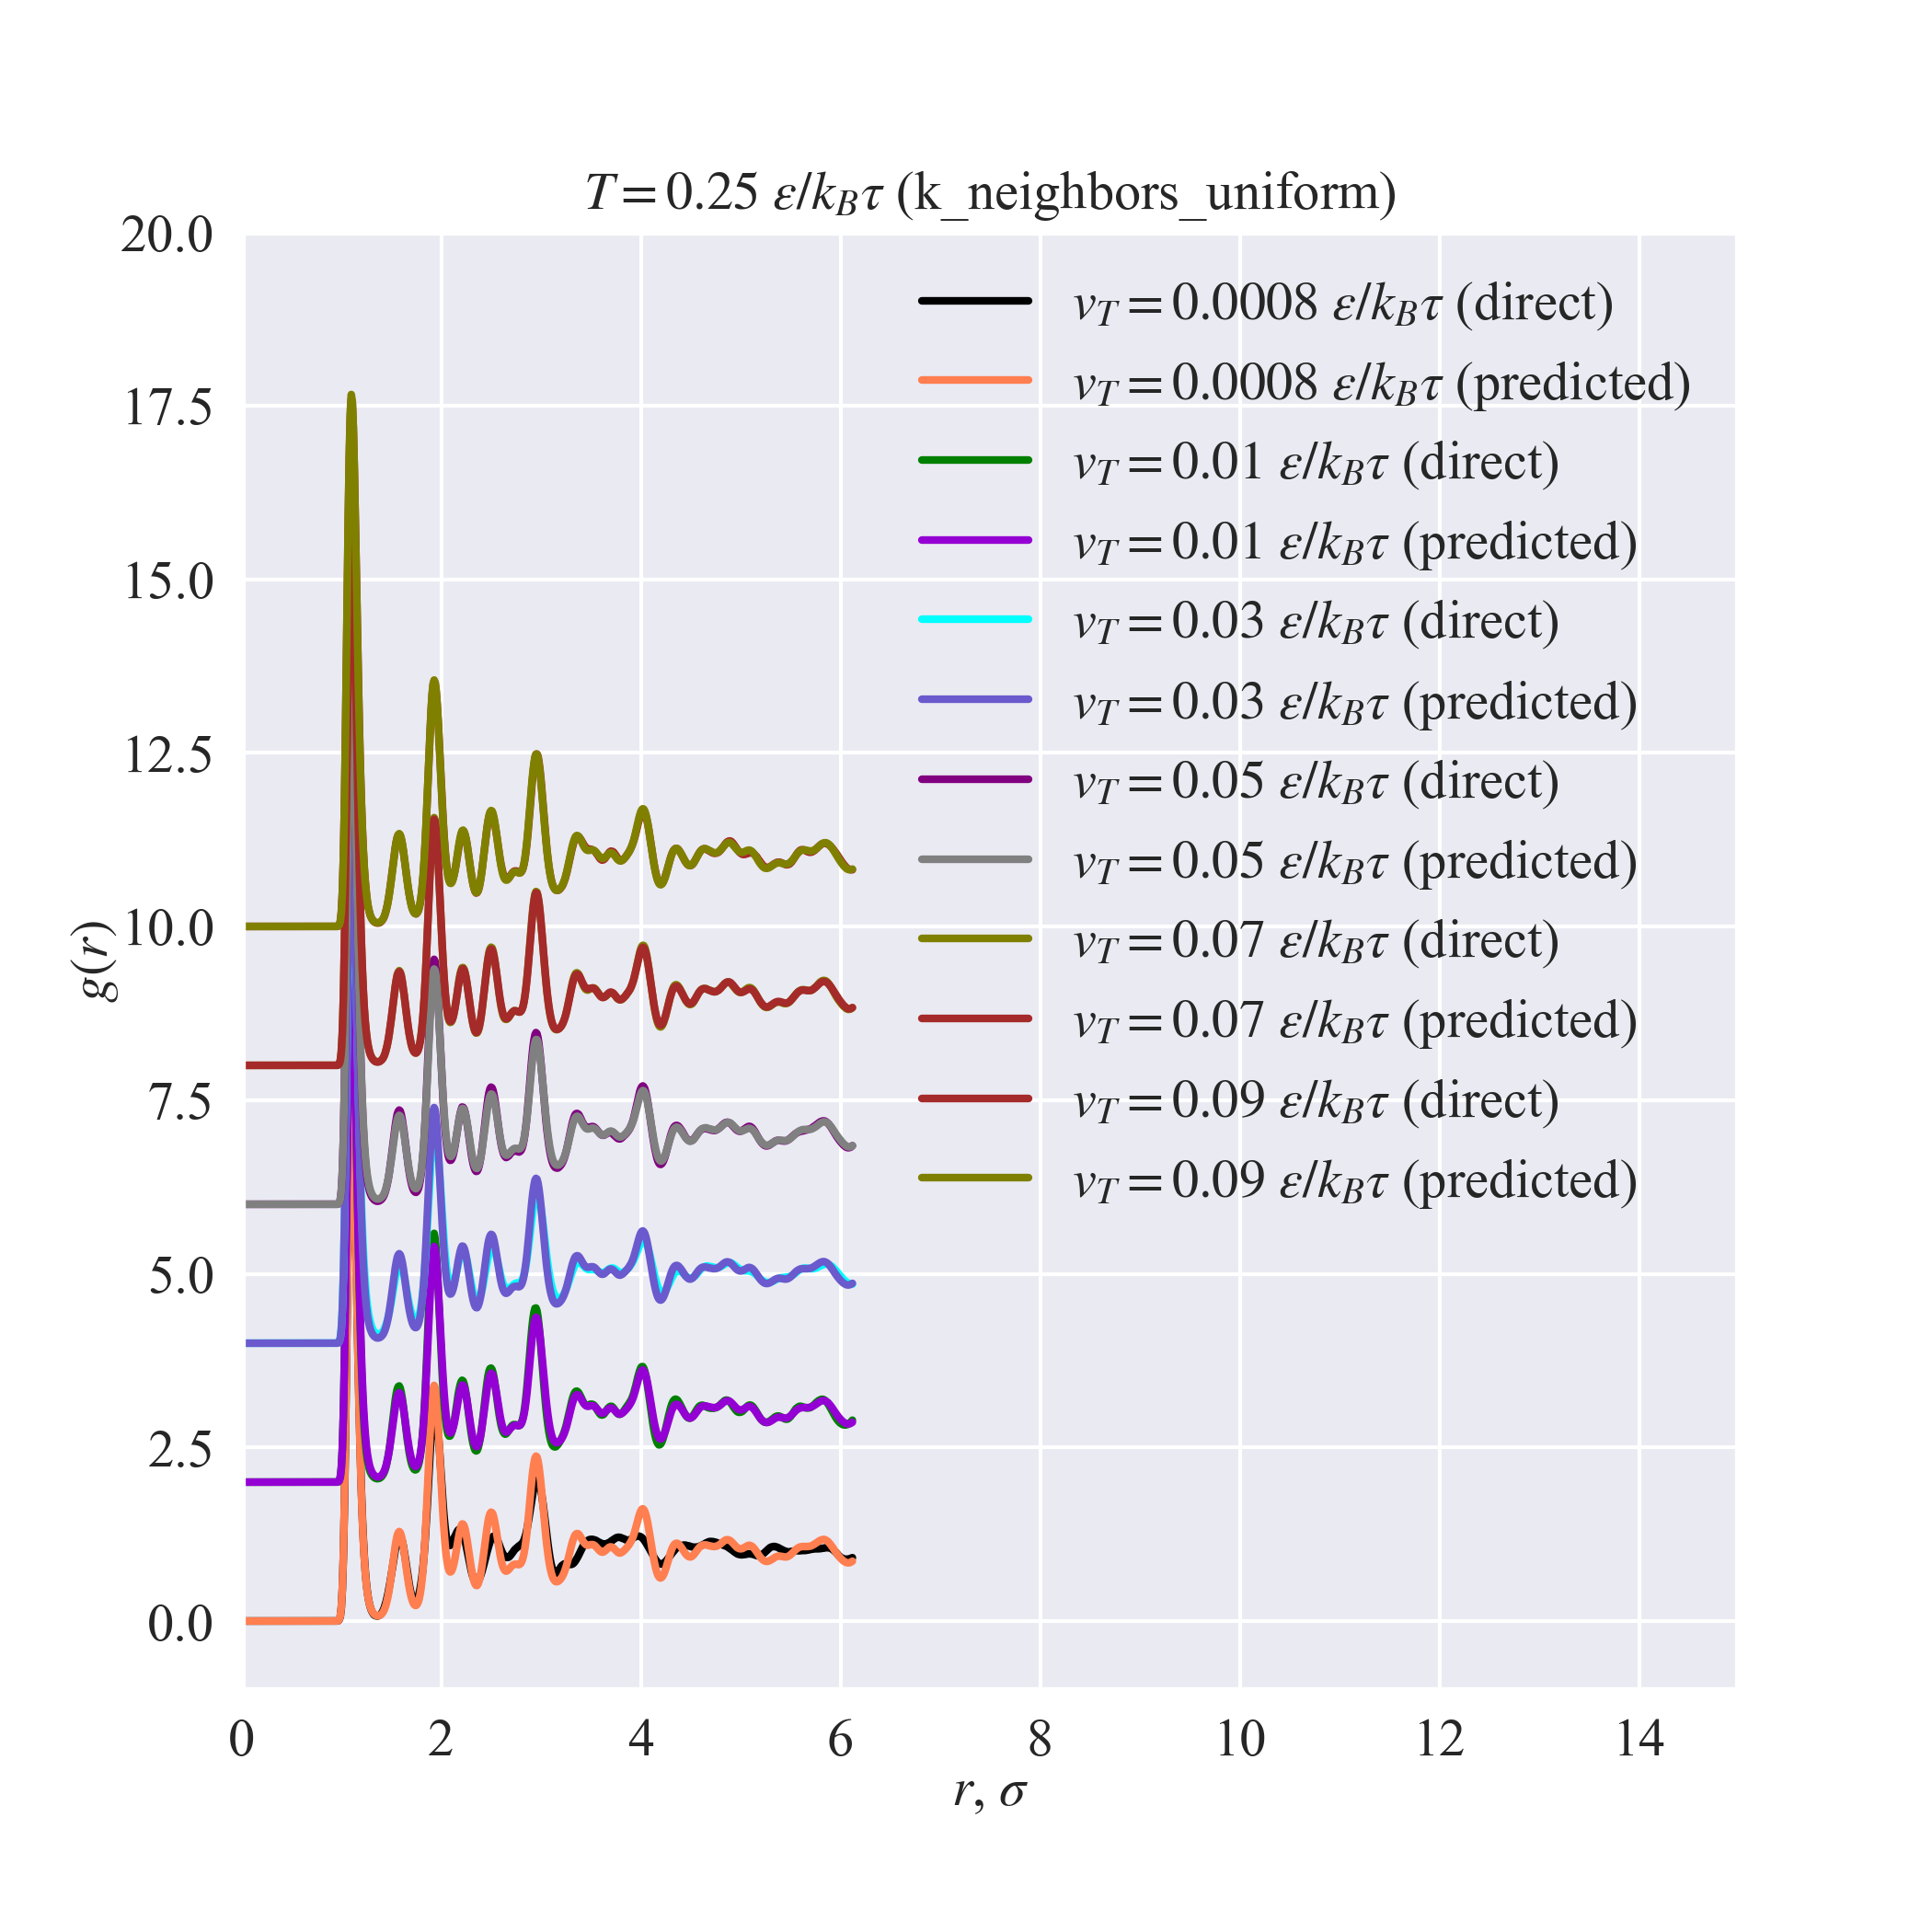 T = 0.25 ε/k_Bτ (k_neighbors_uniform)
20.0
17.5
15.0
12.5
10.0
7.5
5.0
2.5
0.0
g(r)
v_T = 0.0008 ε/k_Bτ (direct)
v_T = 0.0008 ε/k_Bτ (predicted)
v_T = 0.01 ε/k_Bτ (direct)
v_T = 0.01 ε/k_Bτ (predicted)
v_T = 0.03 ε/k_Bτ (direct)
v_T = 0.03 ε/k_Bτ (predicted)
v_T = 0.05 ε/k_Bτ (direct)
v_T = 0.05 ε/k_Bτ (predicted)
v_T = 0.07 ε/k_Bτ (direct)
v_T = 0.07 ε/k_Bτ (predicted)
v_T = 0.09 ε/k_Bτ (direct)
v_T = 0.09 ε/k_Bτ (predicted)
0 2 4 6 8 10 12 14
r, σ